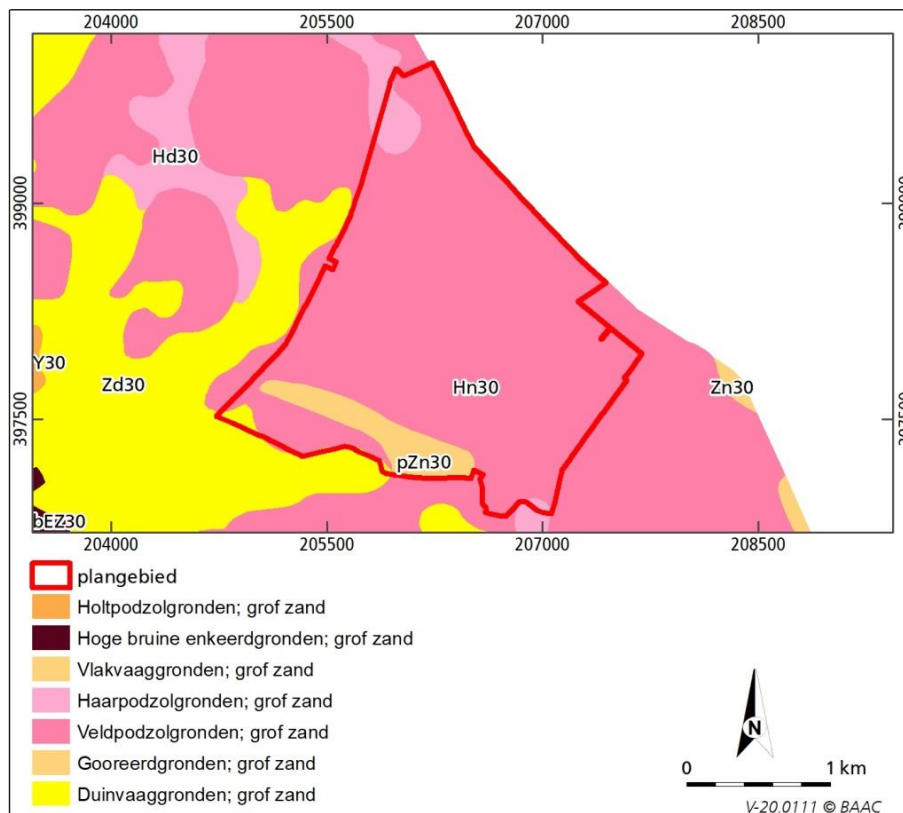 204000 205500 207000 208500
399000 399000
397500 397500
Hd30
Y30
Zd30
Hn30
Zn30
pZn30
bEZ30
204000 205500 207000 208500
plangebied
Holtpodzolgronden; grof zand
Hoge bruine enkeerdgronden; grof zand
Vlakvaaggronden; grof zand
Haarpodzolgronden; grof zand
Veldpodzolgronden; grof zand
Gooreerdgronden; grof zand
Duinvaaggronden; grof zand
N
0 1 km
V-20.0111 © BAAC